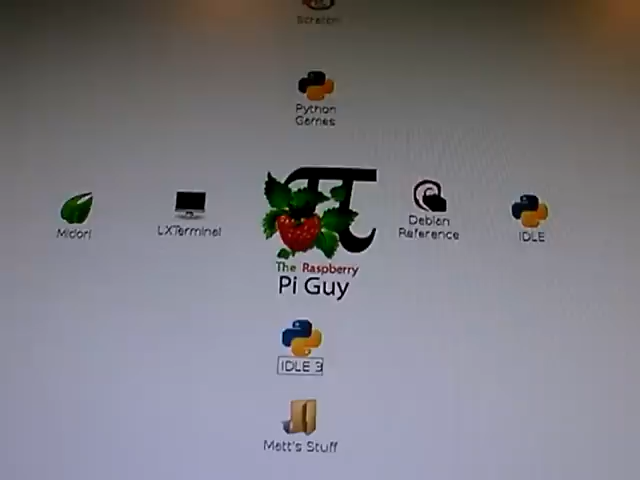 Scratch
Python
Games
Midori
LXTerminal
Debian
Reference
IDLE
The Raspberry
Pi Guy
IDLE 3
Matt's Stuff